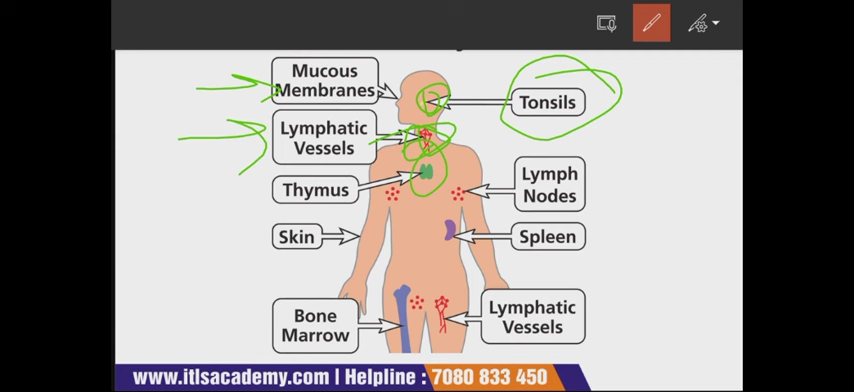 Mucous
Membranes
Tonsils
Lymphatic
Vessels
Thymus
Lymph
Nodes
Skin
Spleen
Bone
Marrow
Lymphatic
Vessels
www.itlsacademy.com | Helpline : 7080 833 450